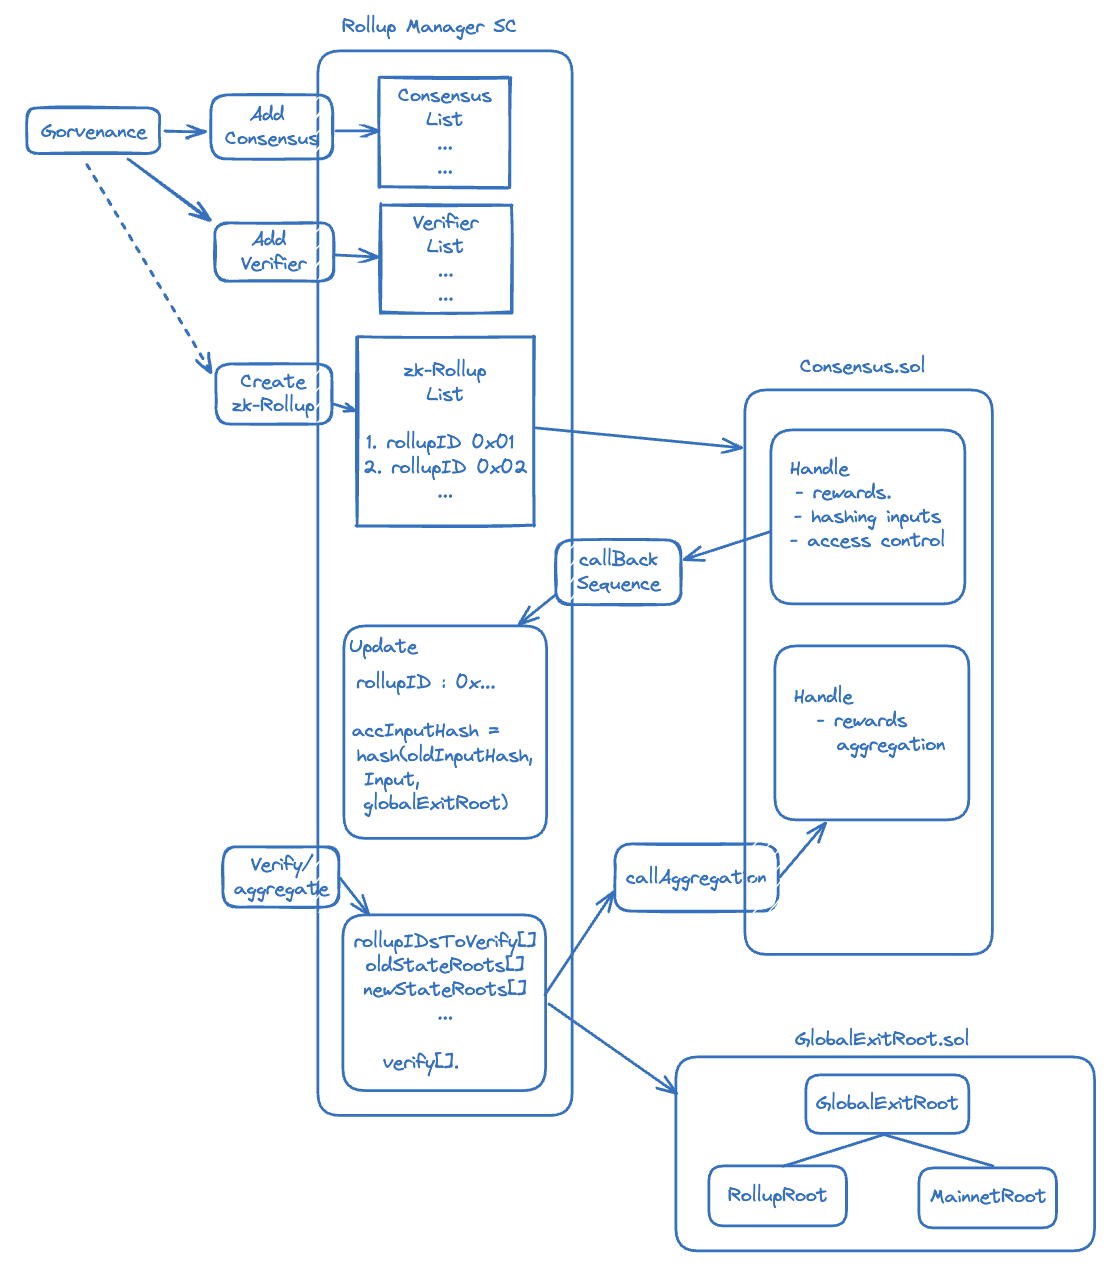 Rollup Manager SC
Gorvenance
Add
Consensus
Consensus
List
...
...
Add
Verifier
Verifier
List
...
...
Create
zk-Rollup
zk-Rollup
List
1. rollupID 0x01
2. rollupID 0x02
...
Consensus.sol
Handle
- rewards.
- hashing inputs
- access control
callBack
Sequence
Update
rollupID : 0x...
accInputHash =
hash(oldInputHash,
Input,
globalExitRoot)
Handle
- rewards
aggregation
Verify/
aggregate
callAggregation
rollupIDsToVerify[]
oldStateRoots[]
newStateRoots[]
...
verify[].
GlobalExitRoot.sol
GlobalExitRoot
RollupRoot
MainnetRoot